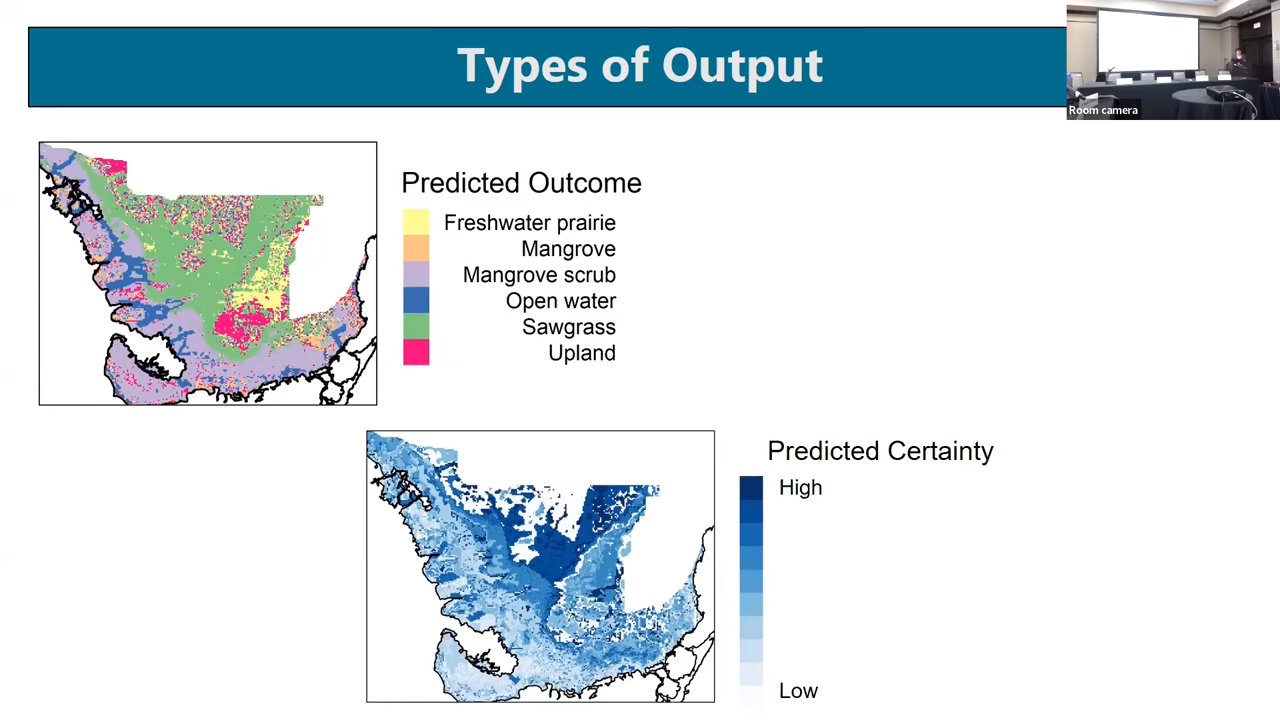 Types of Output
Room camera
Predicted Outcome
Freshwater prairie
Mangrove
Mangrove scrub
Open water
Sawgrass
Upland
Predicted Certainty
High
Low